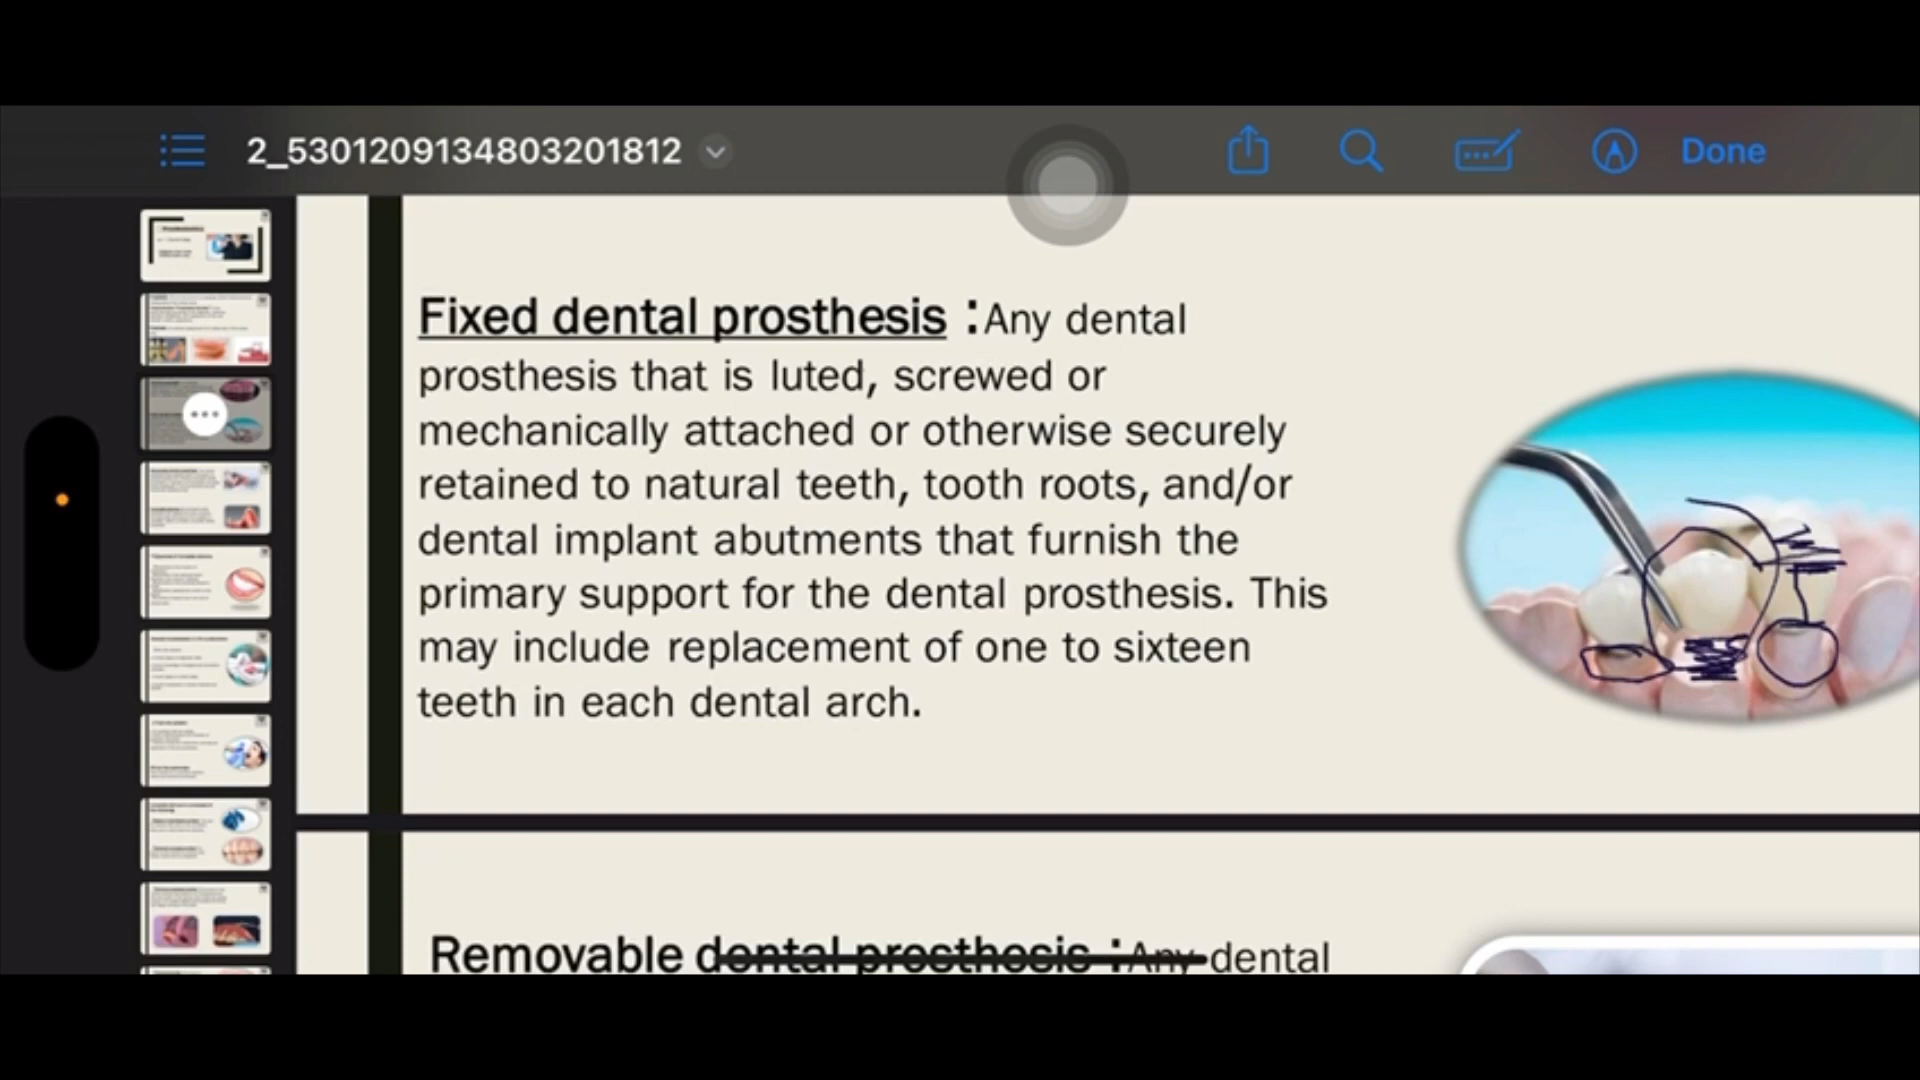 2_5301209134803201812
Done
Fixed dental prosthesis :Any dental
prosthesis that is luted, screwed or
mechanically attached or otherwise securely
retained to natural teeth, tooth roots, and/or
dental implant abutments that furnish the
primary support for the dental prosthesis. This
may include replacement of one to sixteen
teeth in each dental arch.
Removable dental prosthesis :Any dental